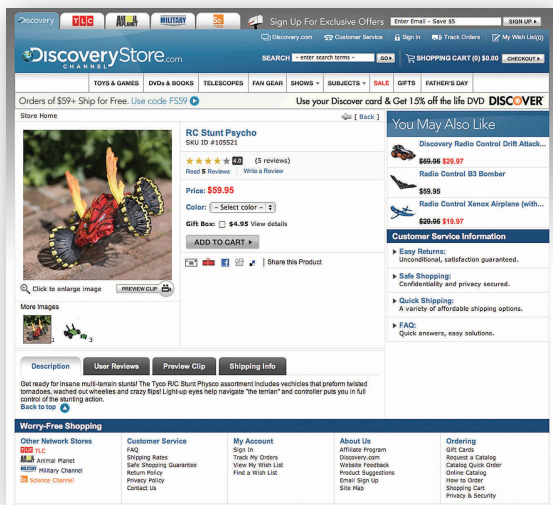 Discovery TLC ANIMAL PLANET MILITARY Sc Sign Up For Exclusive Offers Enter Email - Save $5 SIGN UP
Discovery.com Customer Service Sign In Track Orders My Wish List(0)
DISCOVERYSTORE.COM
CHANNEL
SEARCH - enter search terms - GO SHOPPING CART (0) $0.00 CHECKOUT
TOYS & GAMES DVDs & BOOKS TELESCOPES FAN GEAR SHOWS SUBJECTS SALE GIFTS FATHER'S DAY
Orders of $59+ Ship for Free. Use code FS59 Use your Discover card & Get 15% off the life DVD DISCOVER
Store Home [ Back ]
RC Stunt Psycho
SKU ID #105521
4.0 (5 reviews)
Read 5 Reviews Write a Review
Price: $59.95
Color: - Select color -
Gift Box: $4.95 View details
ADD TO CART
Share this Product
Click to enlarge image PREVIEW CLIP
More Images
1 3
You May Also Like
Discovery Radio Control Drift Attack...
$69.95 $29.97
Radio Control B3 Bomber
$59.95
Radio Control Xenox Airplane (with...
$29.95 $19.97
Customer Service Information
Easy Returns:
Unconditional, satisfaction guaranteed.
Safe Shopping:
Confidentiality and privacy secured.
Quick Shipping:
A variety of affordable shipping options.
FAQ:
Quick answers, easy solutions.
Description User Reviews Preview Clip Shipping Info
Get ready for insane multi-terrain stunts! The Tyco R/C Stunt Physco assortment includes vechicles that preform twisted
tornadoes, wached out wheelies and crazy flips! Light-up eyes help navigate "the terrian" and controller puts you in full
control of the stunting action.
Back to top
Worry-Free Shopping
Other Network Stores
TLC TLC
Animal Planet
MILITARY Military Channel
Sc Science Channel
Customer Service
FAQ
Shipping Rates
Safe Shopping Guarantee
Return Policy
Privacy Policy
Contact Us
My Account
Sign In
Track My Orders
View My Wish List
Find a Wish List
About Us
Affiliate Program
Discovery.com
Website Feedback
Product Suggestions
Email Sign Up
Site Map
Ordering
Gift Cards
Request a Catalog
Catalog Quick Order
Online Catalog
How to Order
Shopping Cart
Privacy & Security